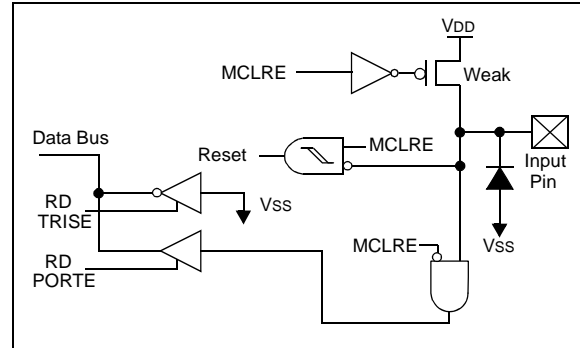 VDD
MCLRE
Weak
Data Bus
Reset
MCLRE
Input
Pin
RD
TRISE
VSS
VSS
MCLRE
RD
PORTE